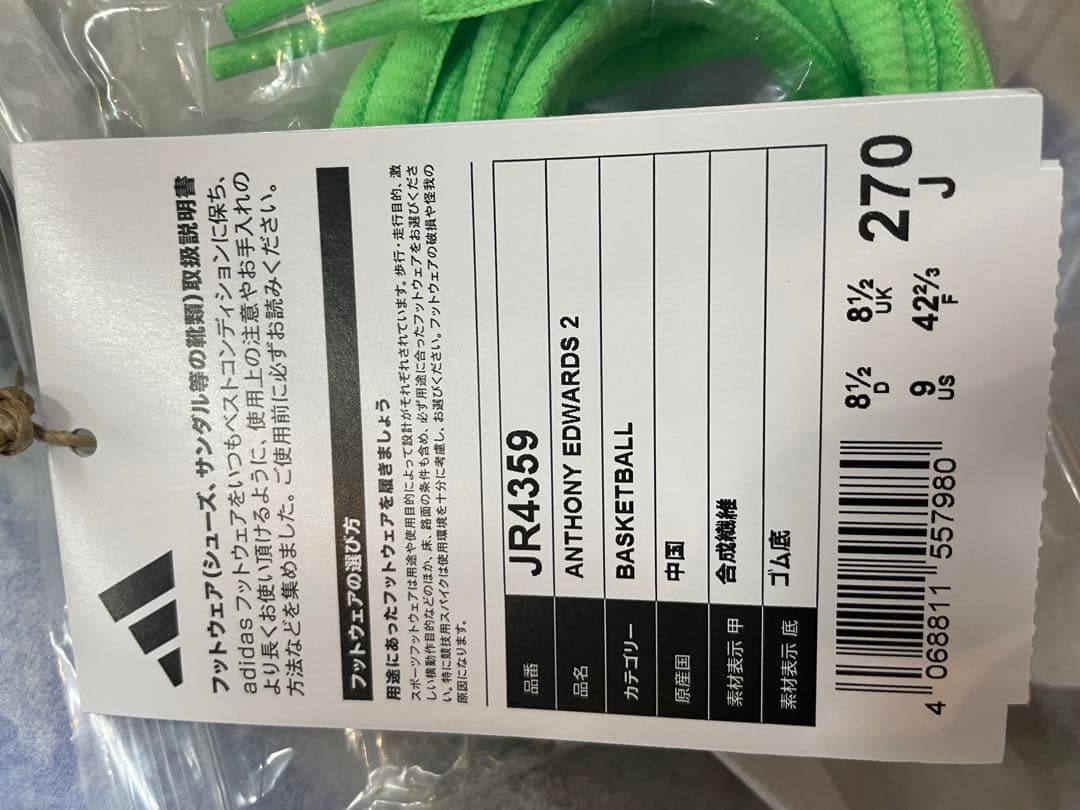 フットウェア(シューズ、サンダル等の靴類)取扱説明書
adidas フットウェアをいつもベストコンディションに保ち、
より長くお使い頂けるように、使用上の注意やお手入れの
方法などを集めました。ご使用前に必ずお読みください。
フットウェアの選び方
用途にあったフットウェアを履きましょう
スポーツフットウェアは用途や使用目的によって設計がそれぞれされています。歩行・走行目的、激
しい横動作目的などのほか、床、路面の条件も含め、必ず用途に合ったフットウェアをお選びくださ
い。特に競技用スパイクは使用環境を十分に考慮し、お選びください。フットウェアの破損や怪我の
原因になります。
品番 JR4359
品名 ANTHONY EDWARDS 2
カテゴリー BASKETBALL
原産国 中国
素材表示 甲 合成繊維
素材表示 底 ゴム底
8½ D 8½ UK 270 J
9 US 42⅔ F
4 068811 557980